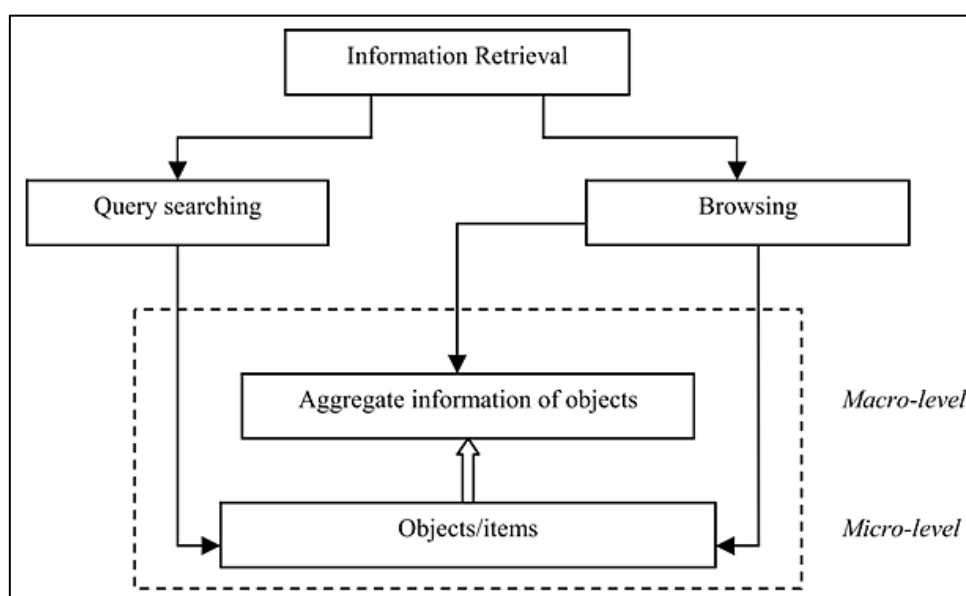 Information Retrieval
Query searching
Browsing
Aggregate information of objects
Macro-level
Objects/items
Micro-level